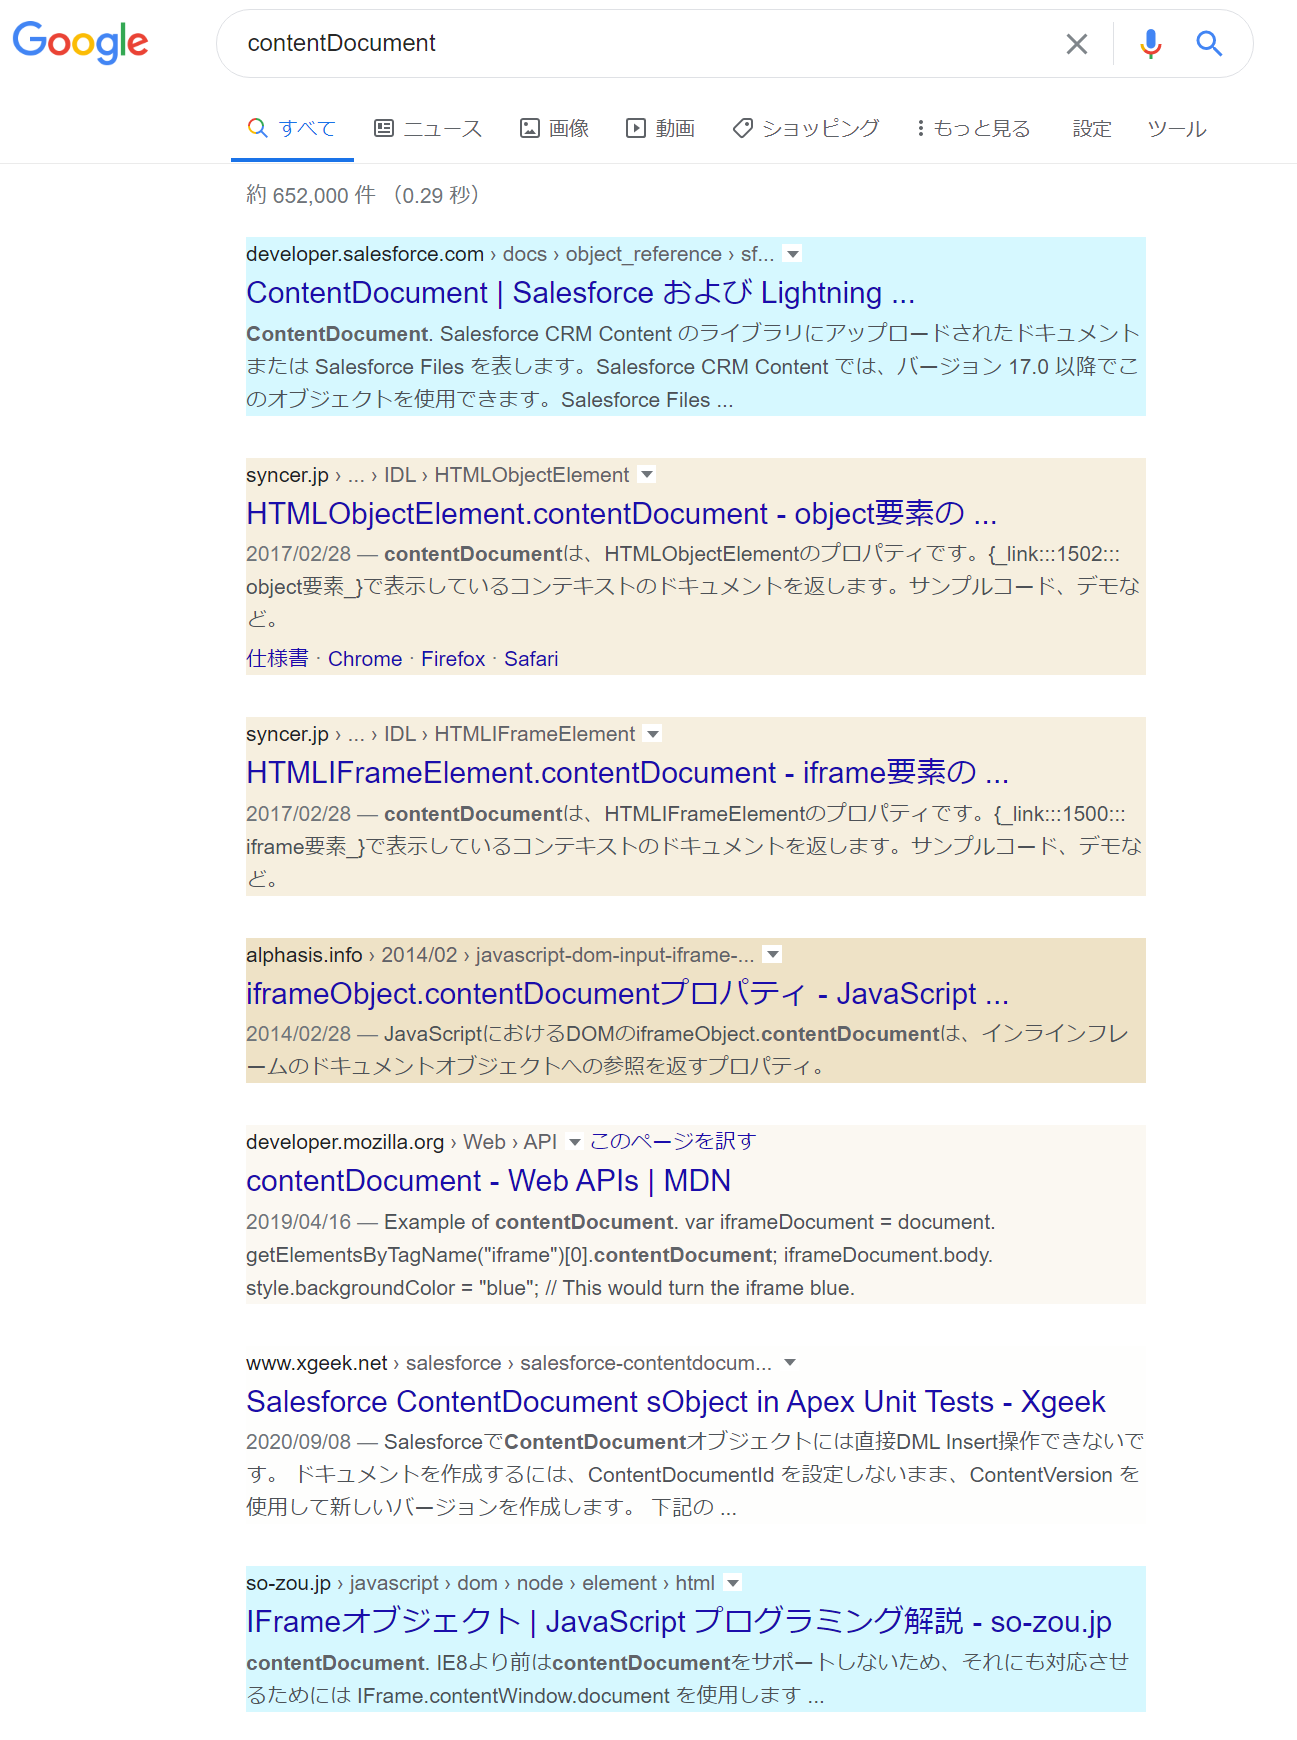 Google
contentDocument
すべて ニュース 画像 動画 ショッピング もっと見る 設定 ツール
約 652,000 件 （0.29 秒）
developer.salesforce.com › docs › object_reference › sf...
ContentDocument | Salesforce および Lightning ...
ContentDocument. Salesforce CRM Content のライブラリにアップロードされたドキュメント
または Salesforce Files を表します。Salesforce CRM Content では、バージョン 17.0 以降でこ
のオブジェクトを使用できます。Salesforce Files ...
syncer.jp › ... › IDL › HTMLObjectElement
HTMLObjectElement.contentDocument - object要素の ...
2017/02/28 — contentDocumentは、HTMLObjectElementのプロパティです。{_link:::1502:::
object要素_}で表示しているコンテキストのドキュメントを返します。サンプルコード、デモな
ど。
仕様書 · Chrome · Firefox · Safari
syncer.jp › ... › IDL › HTMLIFrameElement
HTMLIFrameElement.contentDocument - iframe要素の ...
2017/02/28 — contentDocumentは、HTMLIFrameElementのプロパティです。{_link:::1500:::
iframe要素_}で表示しているコンテキストのドキュメントを返します。サンプルコード、デモな
ど。
alphasis.info › 2014/02 › javascript-dom-input-iframe-...
iframeObject.contentDocumentプロパティ - JavaScript ...
2014/02/28 — JavaScriptにおけるDOMのiframeObject.contentDocumentは、インラインフレ
ームのドキュメントオブジェクトへの参照を返すプロパティ。
developer.mozilla.org › Web › API このページを訳す
contentDocument - Web APIs | MDN
2019/04/16 — Example of contentDocument. var iframeDocument = document.
getElementsByTagName("iframe")[0].contentDocument; iframeDocument.body.
style.backgroundColor = "blue"; // This would turn the iframe blue.
www.xgeek.net › salesforce › salesforce-contentdocum...
Salesforce ContentDocument sObject in Apex Unit Tests - Xgeek
2020/09/08 — SalesforceでContentDocumentオブジェクトには直接DML Insert操作できないで
す。 ドキュメントを作成するには、ContentDocumentId を設定しないまま、ContentVersion を
使用して新しいバージョンを作成します。 下記の ...
so-zou.jp › javascript › dom › node › element › html
IFrameオブジェクト | JavaScript プログラミング解説 - so-zou.jp
contentDocument. IE8より前はcontentDocumentをサポートしないため、それにも対応させ
るためには IFrame.contentWindow.document を使用します ...